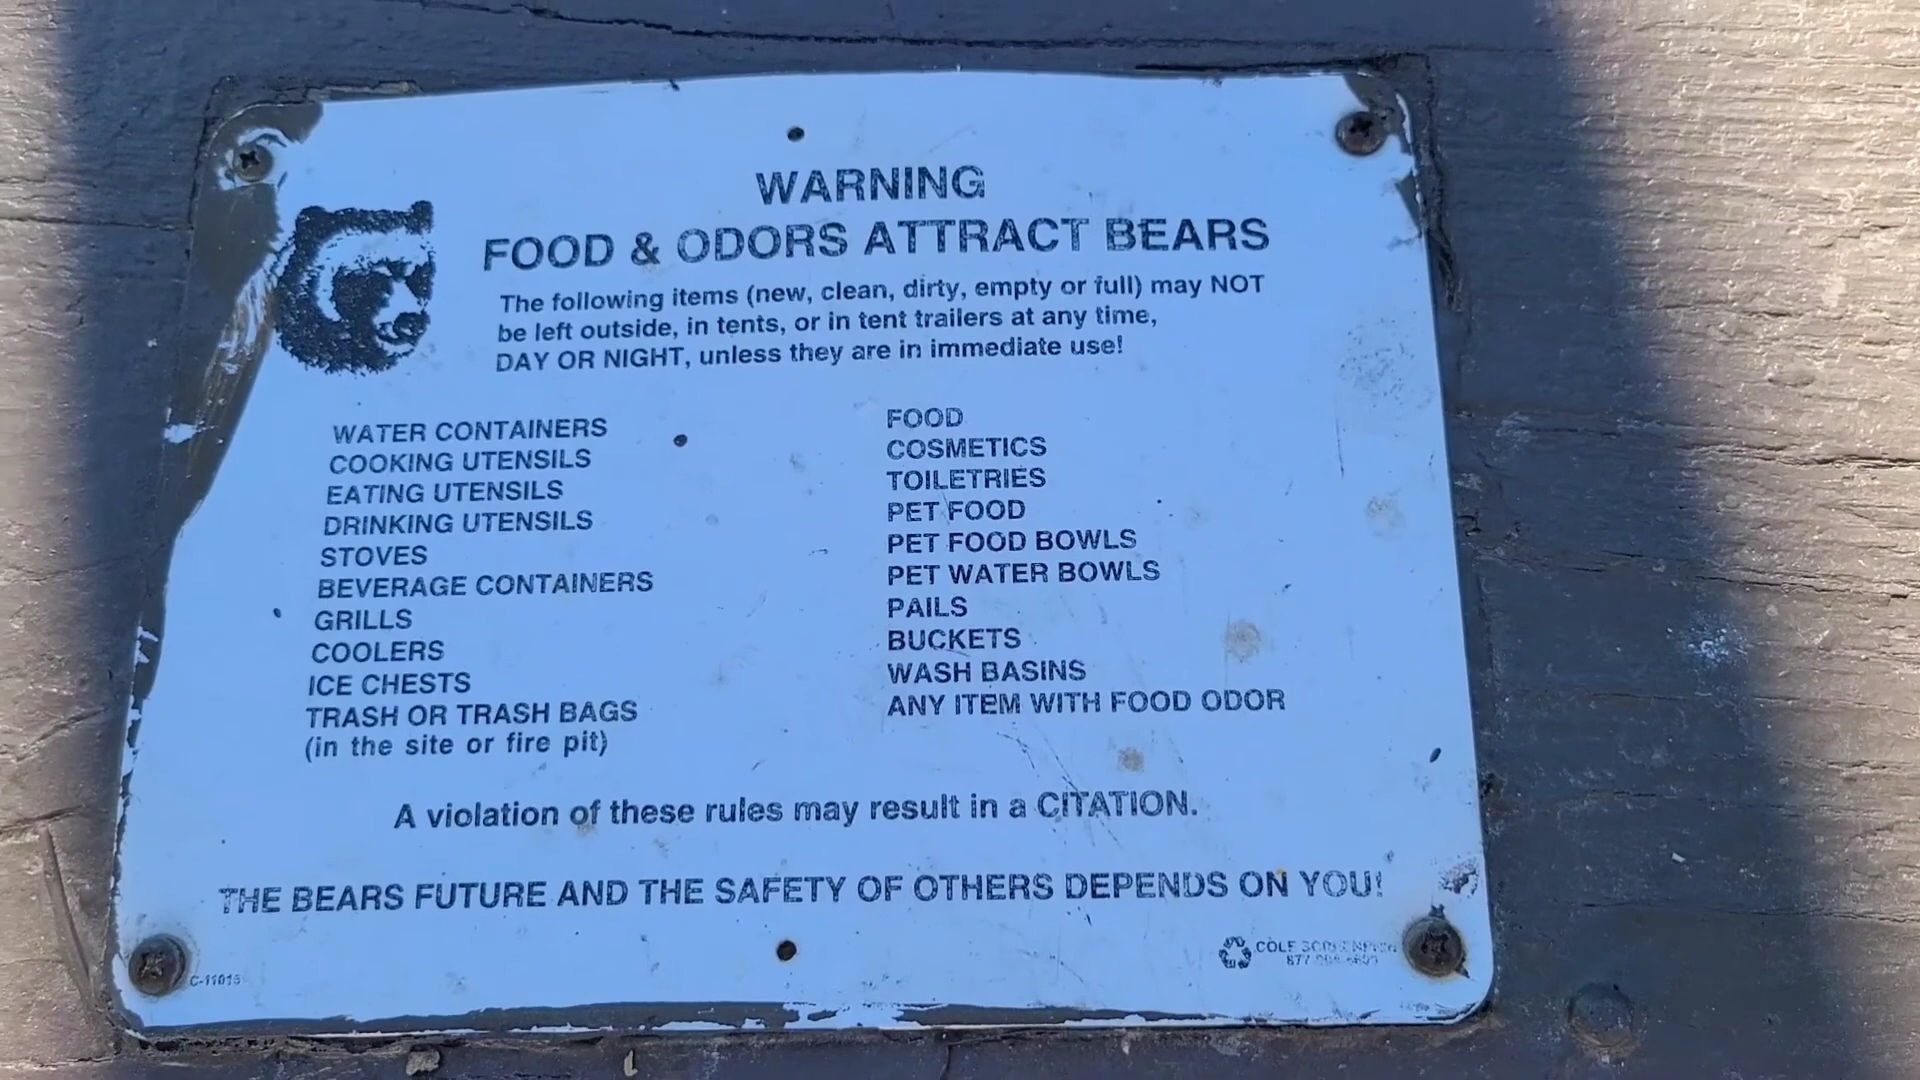 WARNING
FOOD & ODORS ATTRACT BEARS
The following items (new, clean, dirty, empty or full) may NOT
be left outside, in tents, or in tent trailers at any time,
DAY OR NIGHT, unless they are in immediate use!
WATER CONTAINERS
COOKING UTENSILS
EATING UTENSILS
DRINKING UTENSILS
STOVES
BEVERAGE CONTAINERS
GRILLS
COOLERS
ICE CHESTS
TRASH OR TRASH BAGS
(in the site or fire pit)
FOOD
COSMETICS
TOILETRIES
PET FOOD
PET FOOD BOWLS
PET WATER BOWLS
PAILS
BUCKETS
WASH BASINS
ANY ITEM WITH FOOD ODOR
A violation of these rules may result in a CITATION.
THE BEARS FUTURE AND THE SAFETY OF OTHERS DEPENDS ON YOU!
COLE
877